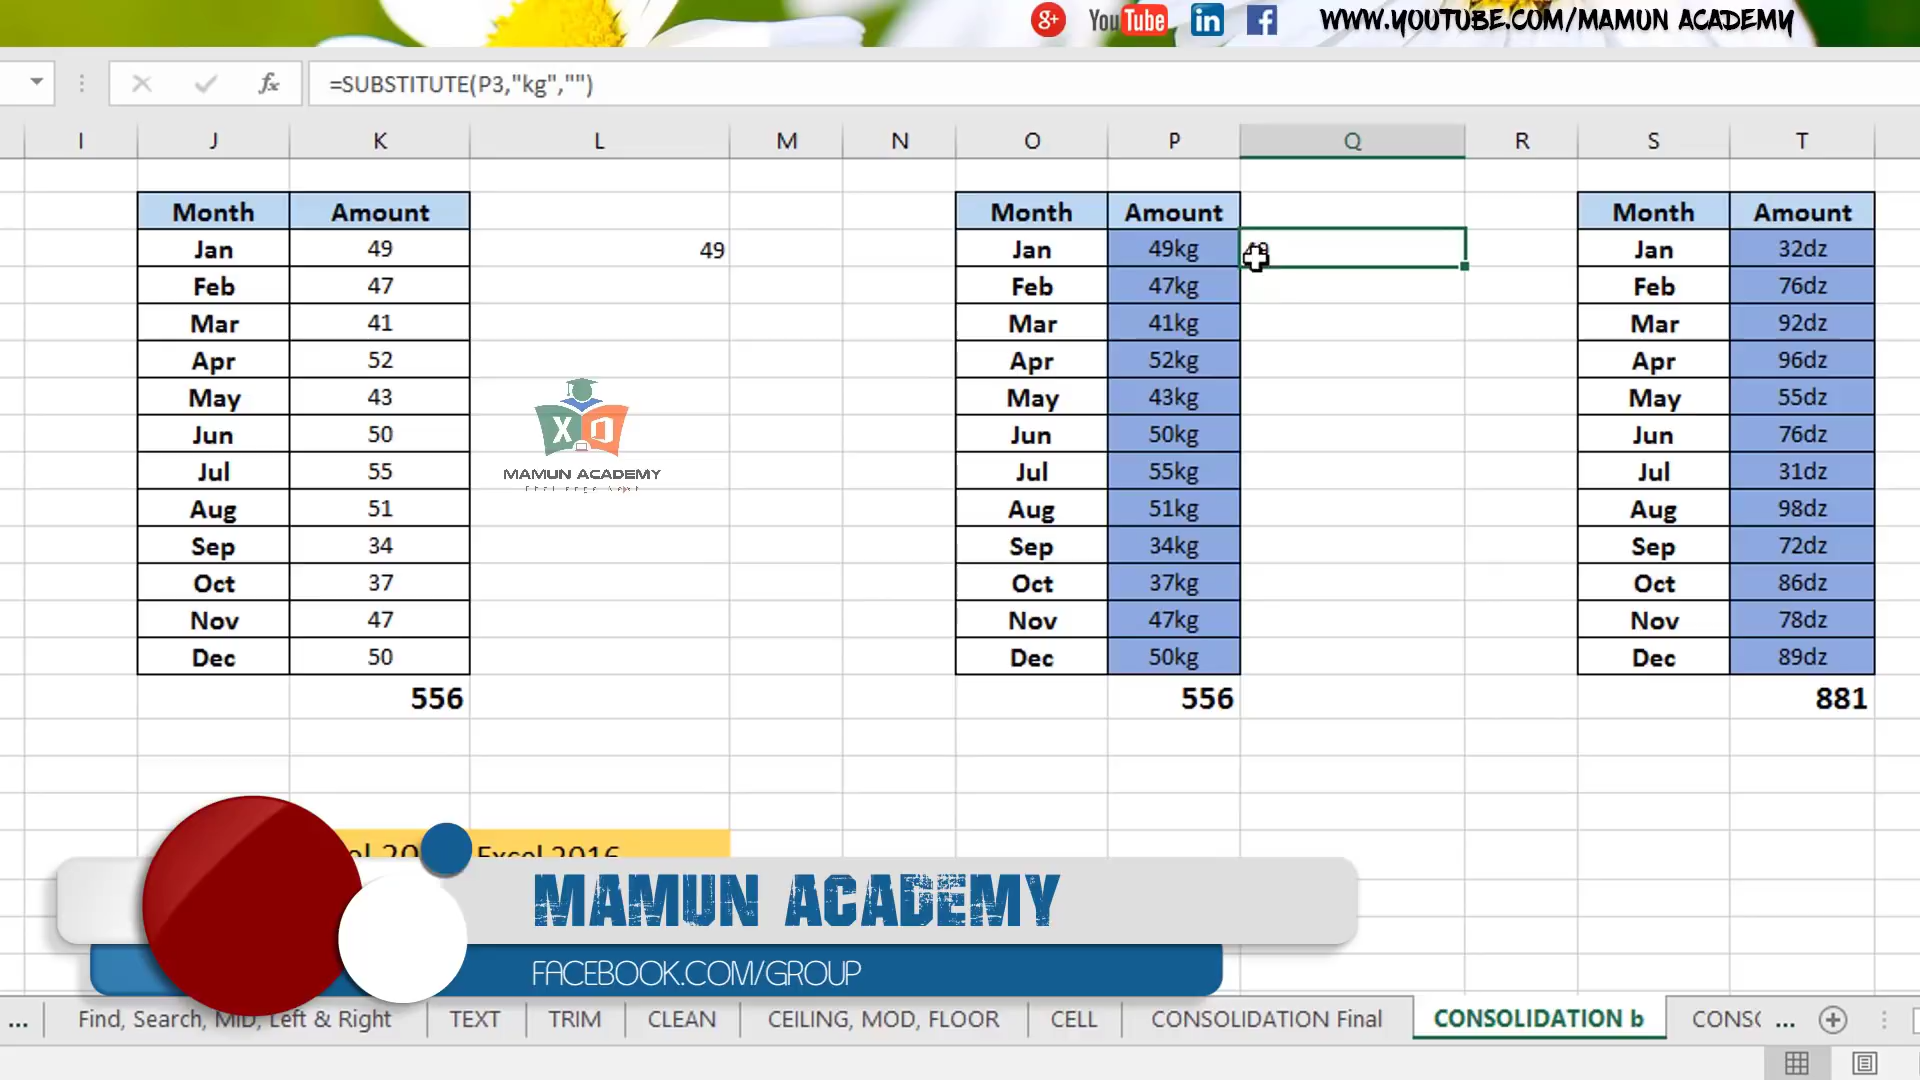 g+ You Tube in f WWW.YOUTUBE.COM/MAMUN ACADEMY
fx =SUBSTITUTE(P3,"kg","")
I J K L M N O P Q R S T
Month Amount Month Amount Month Amount
Jan 49 49 Jan 49kg Jan 32dz
Feb 47 Feb 47kg Feb 76dz
Mar 41 Mar 41kg Mar 92dz
Apr 52 Apr 52kg Apr 96dz
May 43 May 43kg May 55dz
Jun 50 Jun 50kg Jun 76dz
Jul 55 Jul 55kg Jul 31dz
Aug 51 Aug 51kg Aug 98dz
Sep 34 Sep 34kg Sep 72dz
Oct 37 Oct 37kg Oct 86dz
Nov 47 Nov 47kg Nov 78dz
Dec 50 Dec 50kg Dec 89dz
556 556 881
X
MAMUN ACADEMY
Excel 2016
MAMUN ACADEMY
FACEBOOK.COM/GROUP
... Find, Search, MID, Left & Right TEXT TRIM CLEAN CEILING, MOD, FLOOR CELL CONSOLIDATION Final CONSOLIDATION b CONSC ...